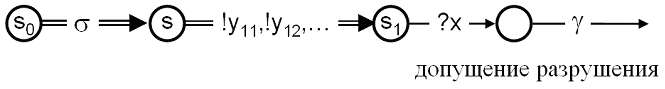 s₀ σ s !y₁₁,!y₁₂,… s₁ ?x γ
допущение разрушения